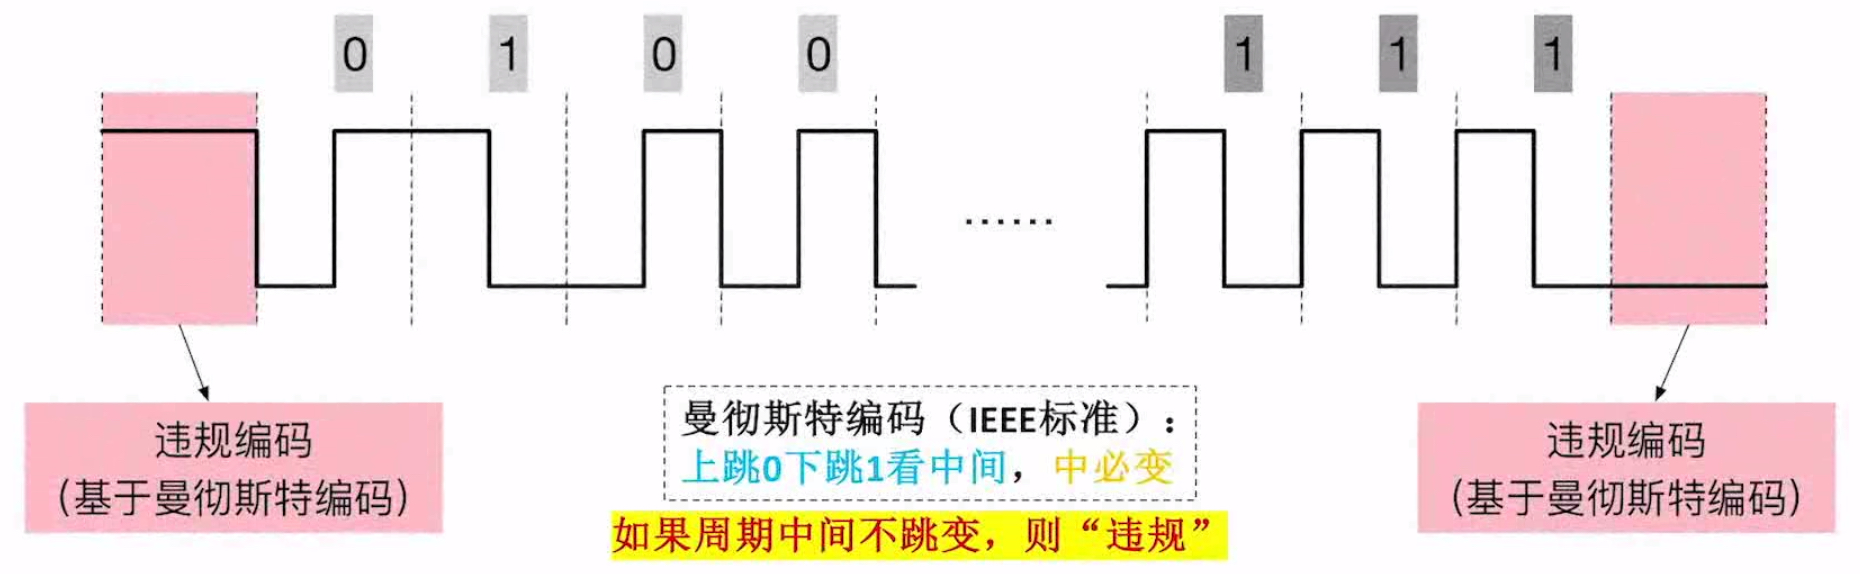 0 1 0 0 1 1 1
……
违规编码
（基于曼彻斯特编码）
曼彻斯特编码（IEEE标准）：
上跳0下跳1看中间，中必变
如果周期中间不跳变，则“违规”
违规编码
（基于曼彻斯特编码）